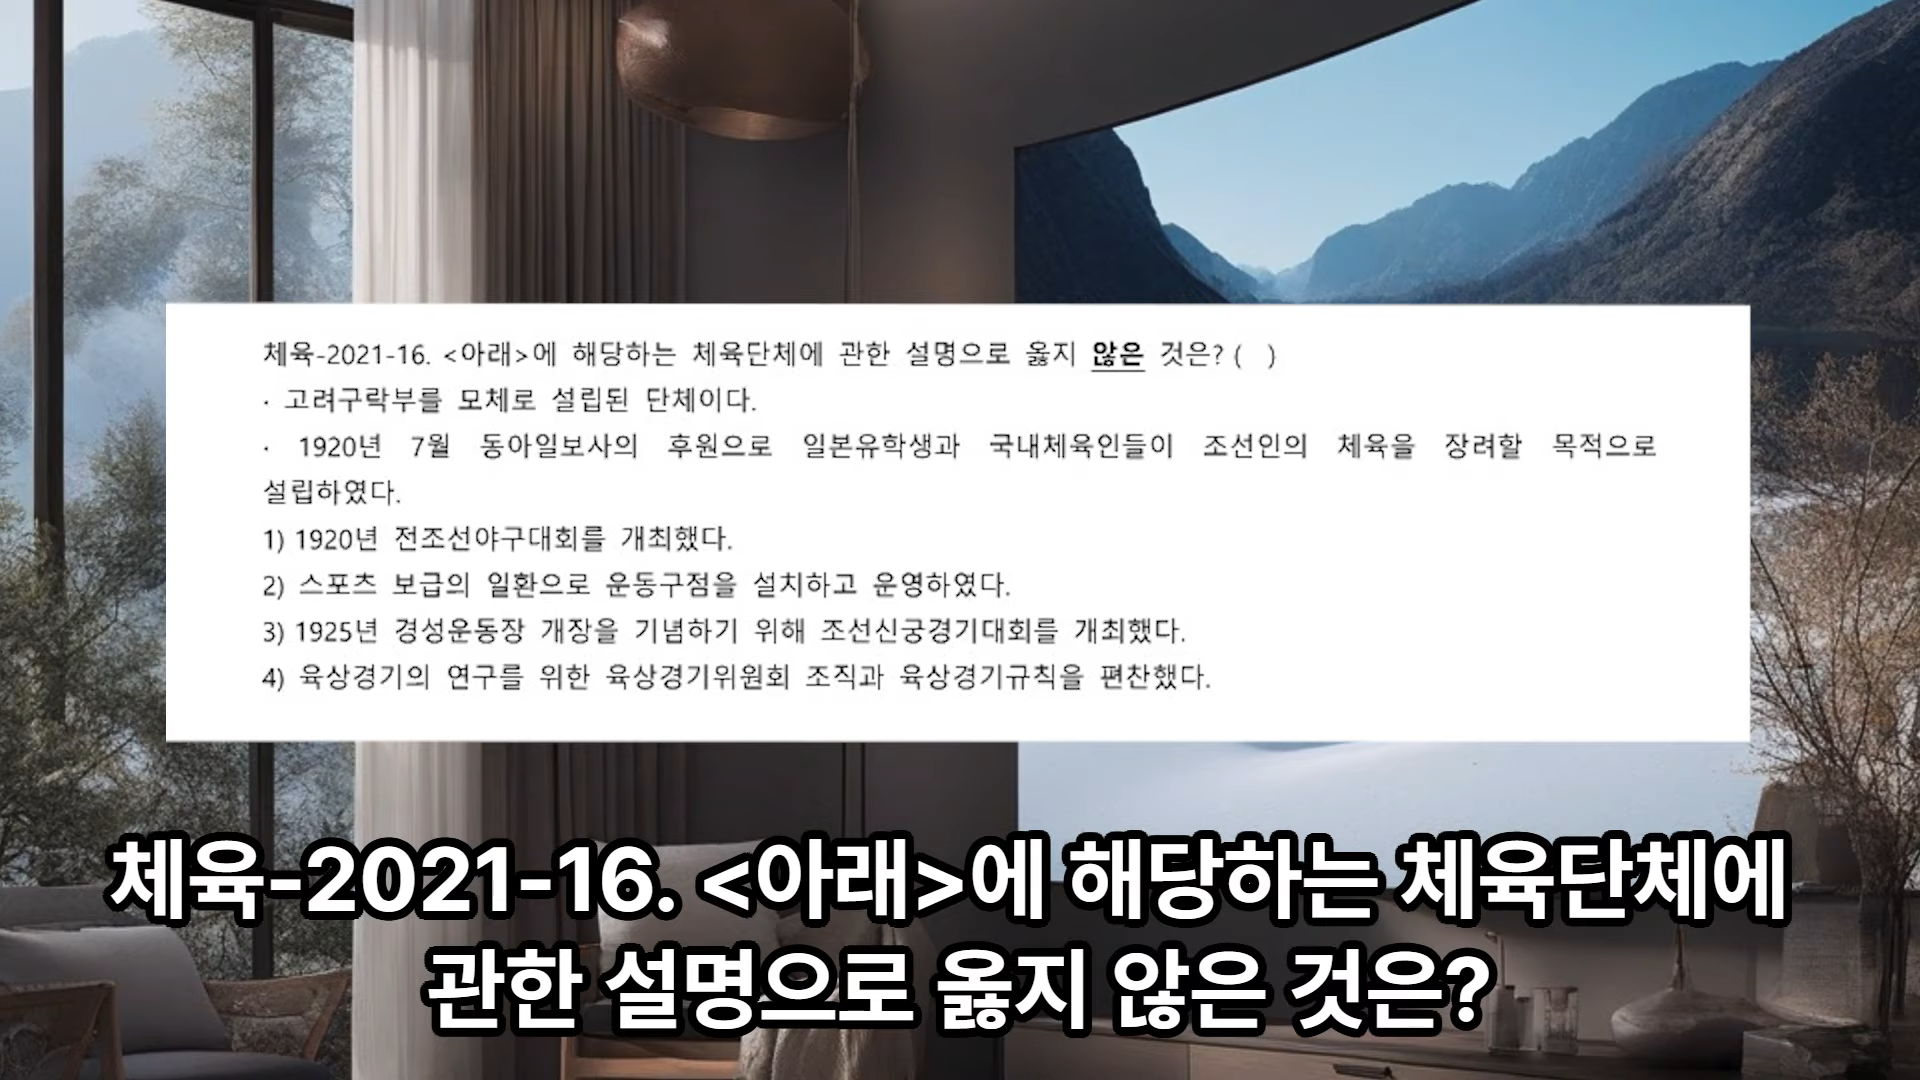 체육-2021-16. <아래>에 해당하는 체육단체에 관한 설명으로 옳지 않은 것은? (   )
· 고려구락부를 모체로 설립된 단체이다.
· 1920년 7월 동아일보사의 후원으로 일본유학생과 국내체육인들이 조선인의 체육을 장려할 목적으로
설립하였다.
1) 1920년 전조선야구대회를 개최했다.
2) 스포츠 보급의 일환으로 운동구점을 설치하고 운영하였다.
3) 1925년 경성운동장 개장을 기념하기 위해 조선신궁경기대회를 개최했다.
4) 육상경기의 연구를 위한 육상경기위원회 조직과 육상경기규칙을 편찬했다.
체육-2021-16. <아래>에 해당하는 체육단체에
관한 설명으로 옳지 않은 것은?